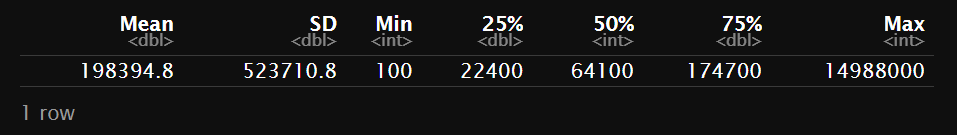 Mean SD Min 25% 50% 75% Max
<dbl> <dbl> <int> <dbl> <int> <dbl> <int>
198394.8 523710.8 100 22400 64100 174700 14988000
1 row